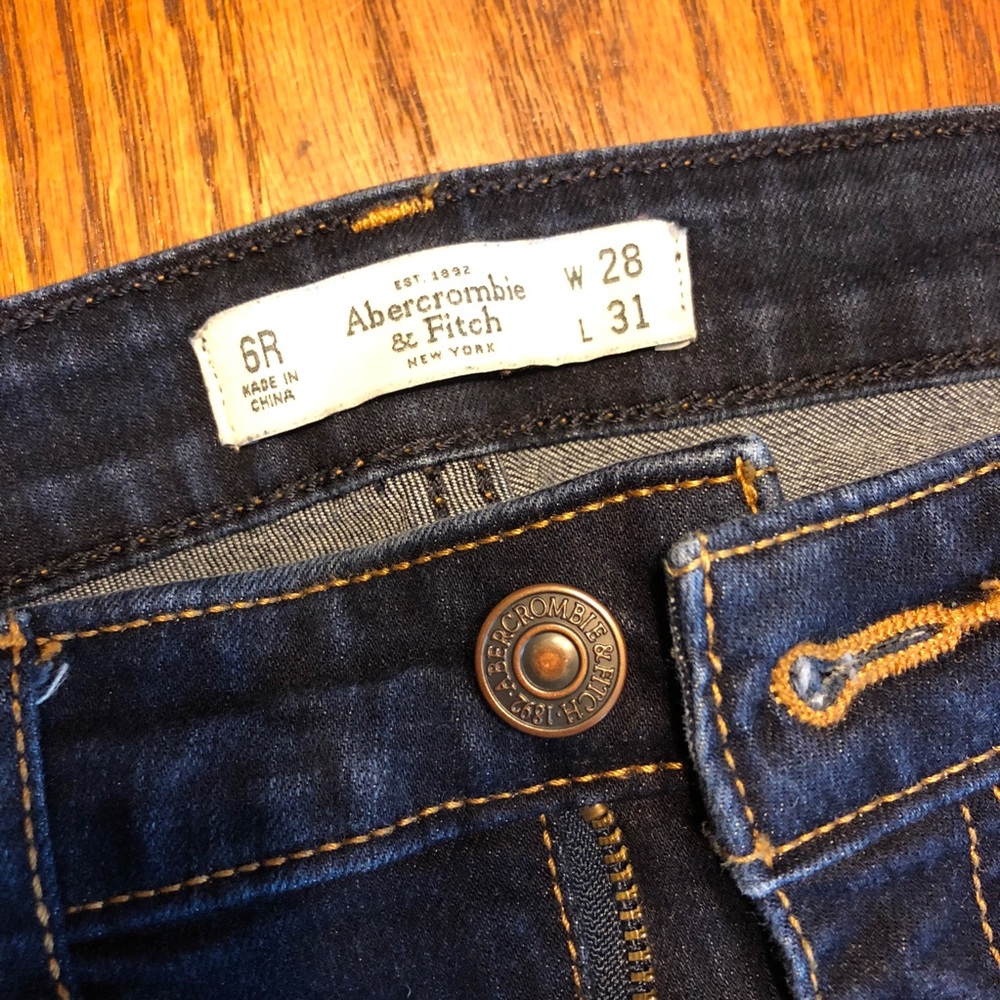 6R
MADE IN
CHINA
EST. 1892
Abercrombie
& Fitch
NEW YORK
W 28
L 31
ABERCROMBIE & FITCH · 1892 ·